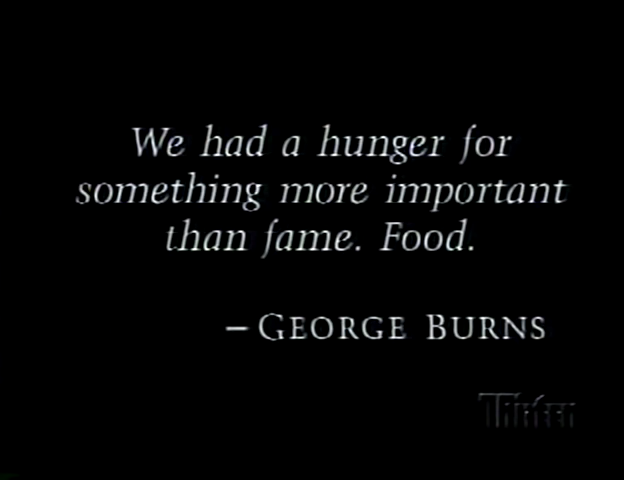 We had a hunger for
something more important
than fame. Food.
– GEORGE BURNS
THIRTEEN